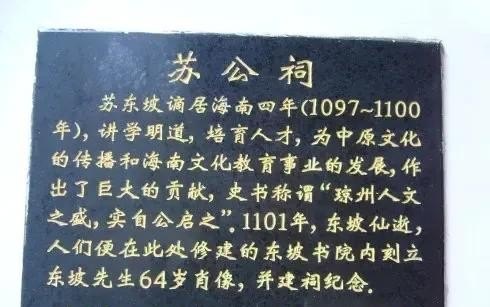 苏公祠
苏东坡谪居海南四年(1097~1100
年)，讲学明道，培育人才，为中原文化
的传播和海南文化教育事业的发展，作
出了巨大的贡献，史书称谓“琼州人文
之盛，实自公启之”。1101年，东坡仙逝，
人们便在此处修建的东坡书院内刻立
东坡先生64岁肖像，并建祠纪念。